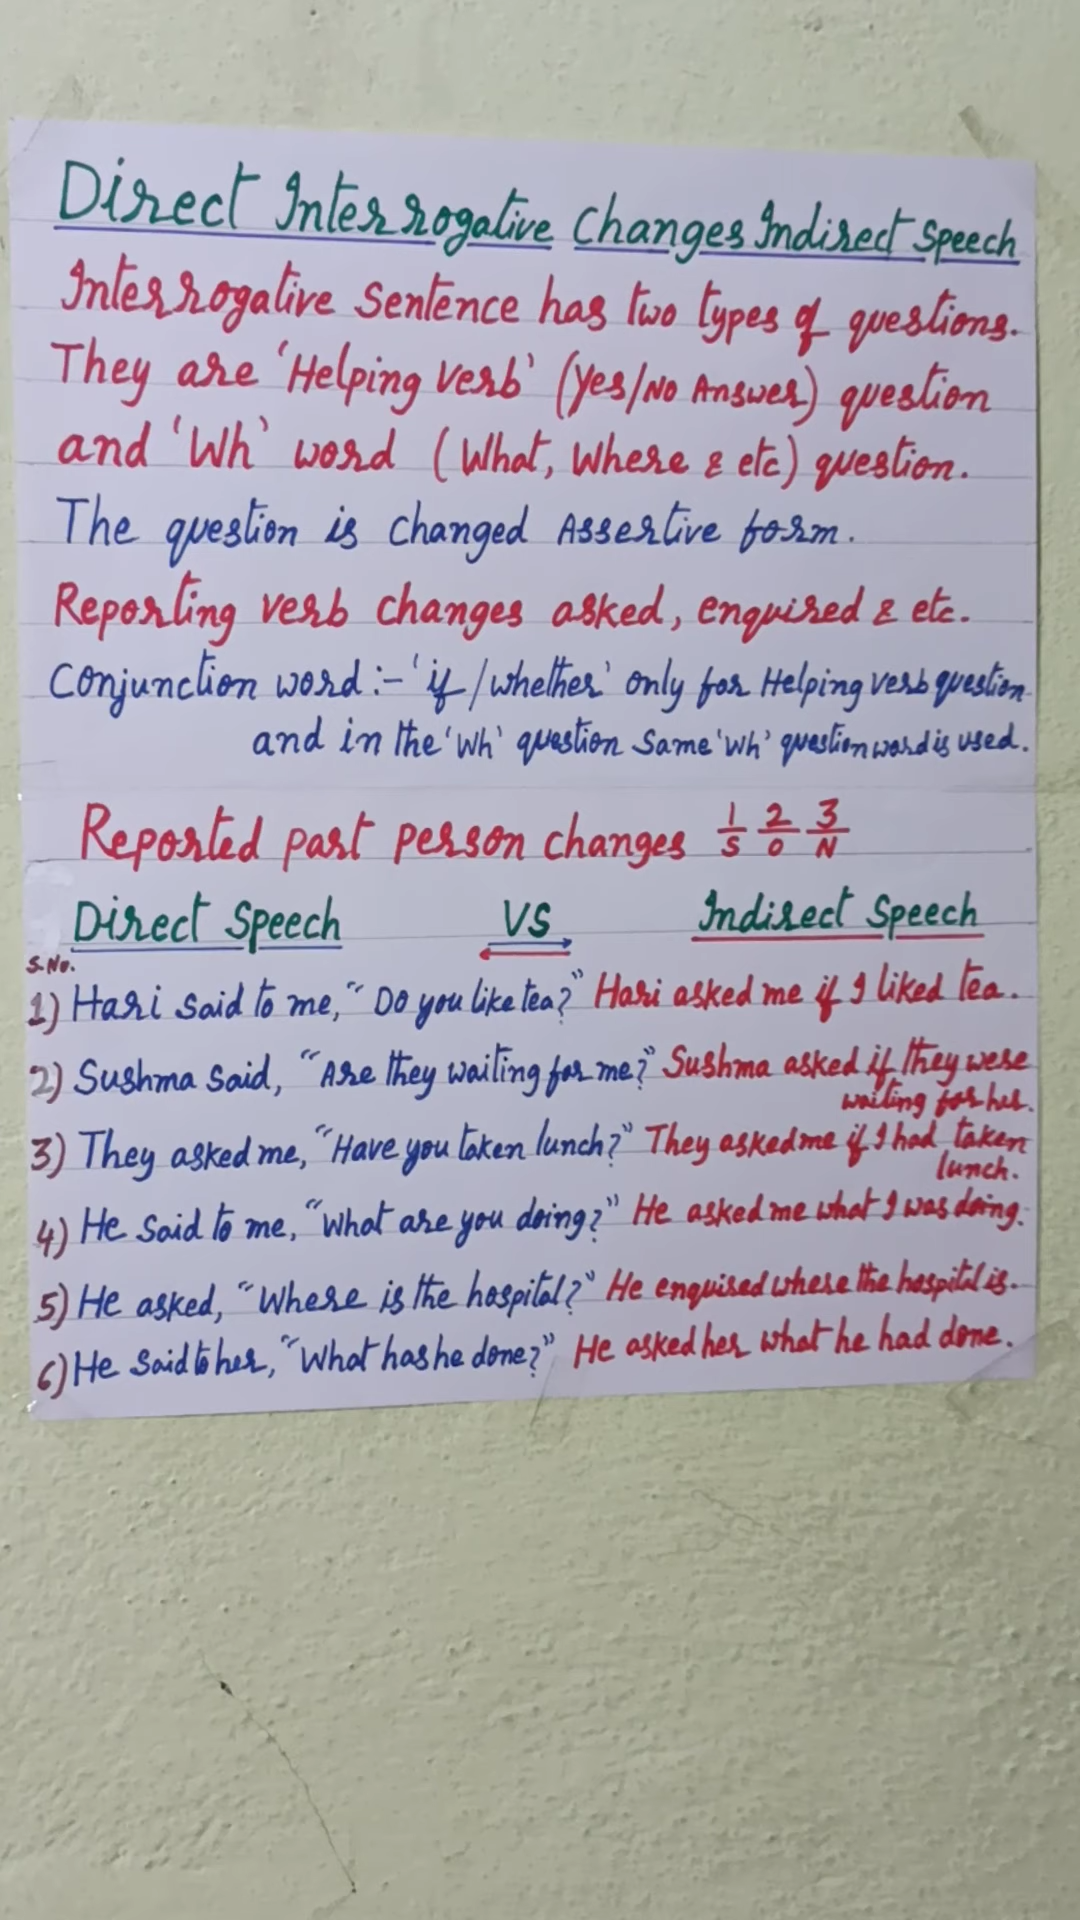 Direct Interrogative Changes Indirect Speech
Interrogative Sentence has two types of questions.
They are 'Helping verb' (Yes/No Answer) question
and 'Wh' word (What, Where & etc) question.
The question is changed Assertive form.
Reporting verb changes asked, enquired & etc.
Conjunction word :- 'if/whether' only for Helping verb question
and in the 'Wh' question same 'Wh' question word is used.
Reported part person changes 1/S 2/O 3/N
Direct Speech VS Indirect Speech
S.No.
1) Hari said to me, "Do you like tea?" Hari asked me if I liked tea.
2) Sushma said, "Are they waiting for me?" Sushma asked if they were
waiting for her.
3) They asked me, "Have you taken lunch?" They asked me if I had taken
lunch.
4) He said to me, "What are you doing?" He asked me what I was doing.
5) He asked, "Where is the hospital?" He enquired where the hospital is.
6) He said to her, "What has he done?" He asked her what he had done.